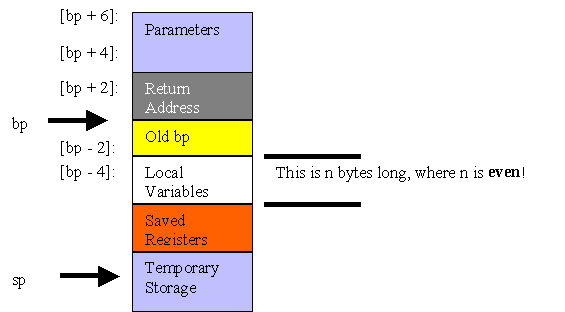 [bp + 6]:
Parameters
[bp + 4]:
[bp + 2]:
Return
Address
bp
Old bp
[bp - 2]:
[bp - 4]:
Local
Variables
This is n bytes long, where n is even!
Saved
Registers
sp
Temporary
Storage